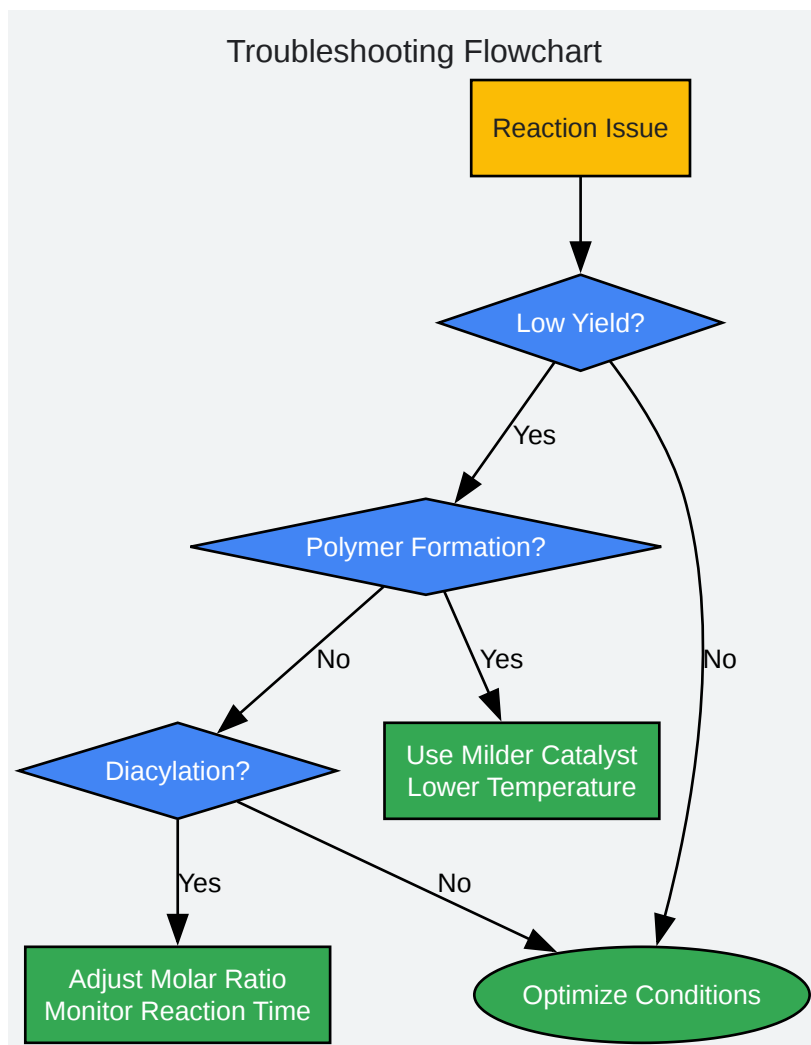 Troubleshooting Flowchart
Reaction Issue
Low Yield?
Yes
Polymer Formation?
No
Yes
No
Diacylation?
Use Milder Catalyst
Lower Temperature
Yes
No
Adjust Molar Ratio
Monitor Reaction Time
Optimize Conditions